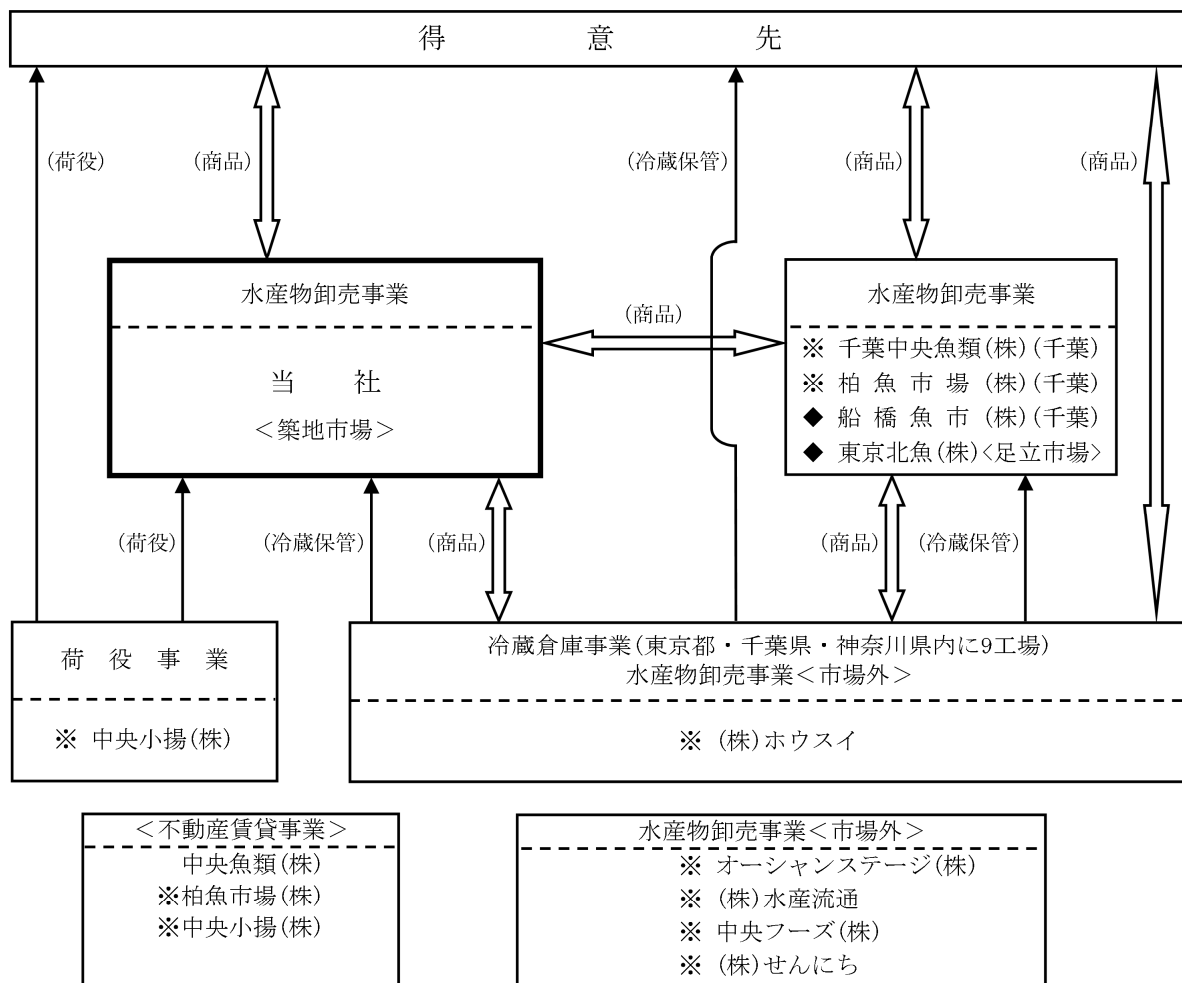 得意先
(荷役)
(商品)
(冷蔵保管)
(商品)
(商品)
水産物卸売事業
当社
＜築地市場＞
(商品)
水産物卸売事業
※ 千葉中央魚類(株)(千葉)
※ 柏魚市場(株)(千葉)
◆ 船橋魚市(株)(千葉)
◆ 東京北魚(株)<足立市場>
(荷役)
(冷蔵保管)
(商品)
(商品)
(冷蔵保管)
荷役事業
※ 中央小揚(株)
冷蔵倉庫事業(東京都・千葉県・神奈川県内に9工場)
水産物卸売事業＜市場外＞
※ (株)ホウスイ
＜不動産賃貸事業＞
中央魚類(株)
※柏魚市場(株)
※中央小揚(株)
水産物卸売事業＜市場外＞
※ オーシャンステージ(株)
※ (株)水産流通
※ 中央フーズ(株)
※ (株)せんにち